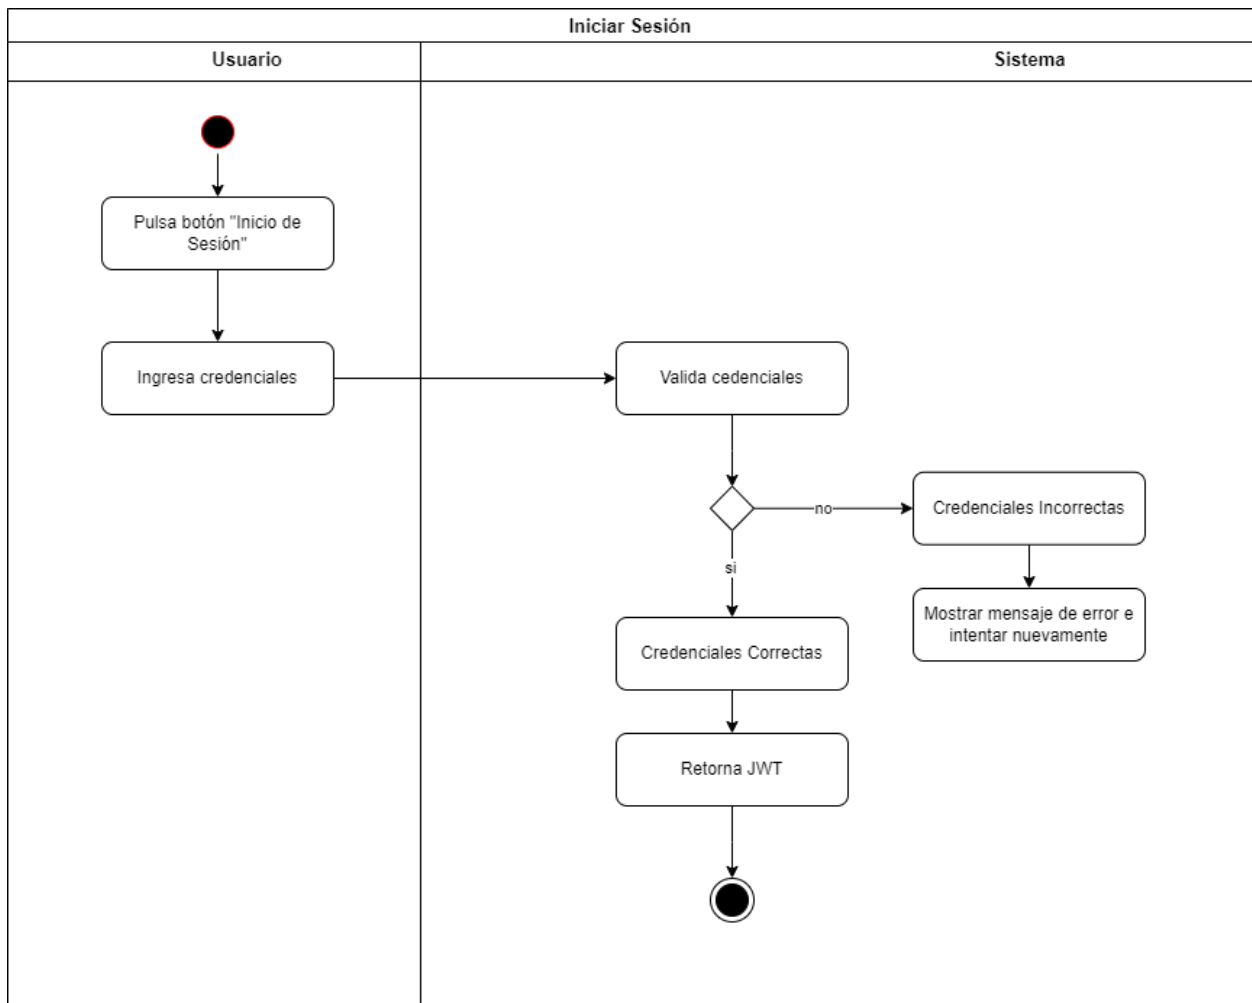 Iniciar Sesión
Usuario
Sistema
Pulsa botón "Inicio de
Sesión"
Ingresa credenciales
Valida cedenciales
no
Credenciales Incorrectas
si
Mostrar mensaje de error e
intentar nuevamente
Credenciales Correctas
Retorna JWT